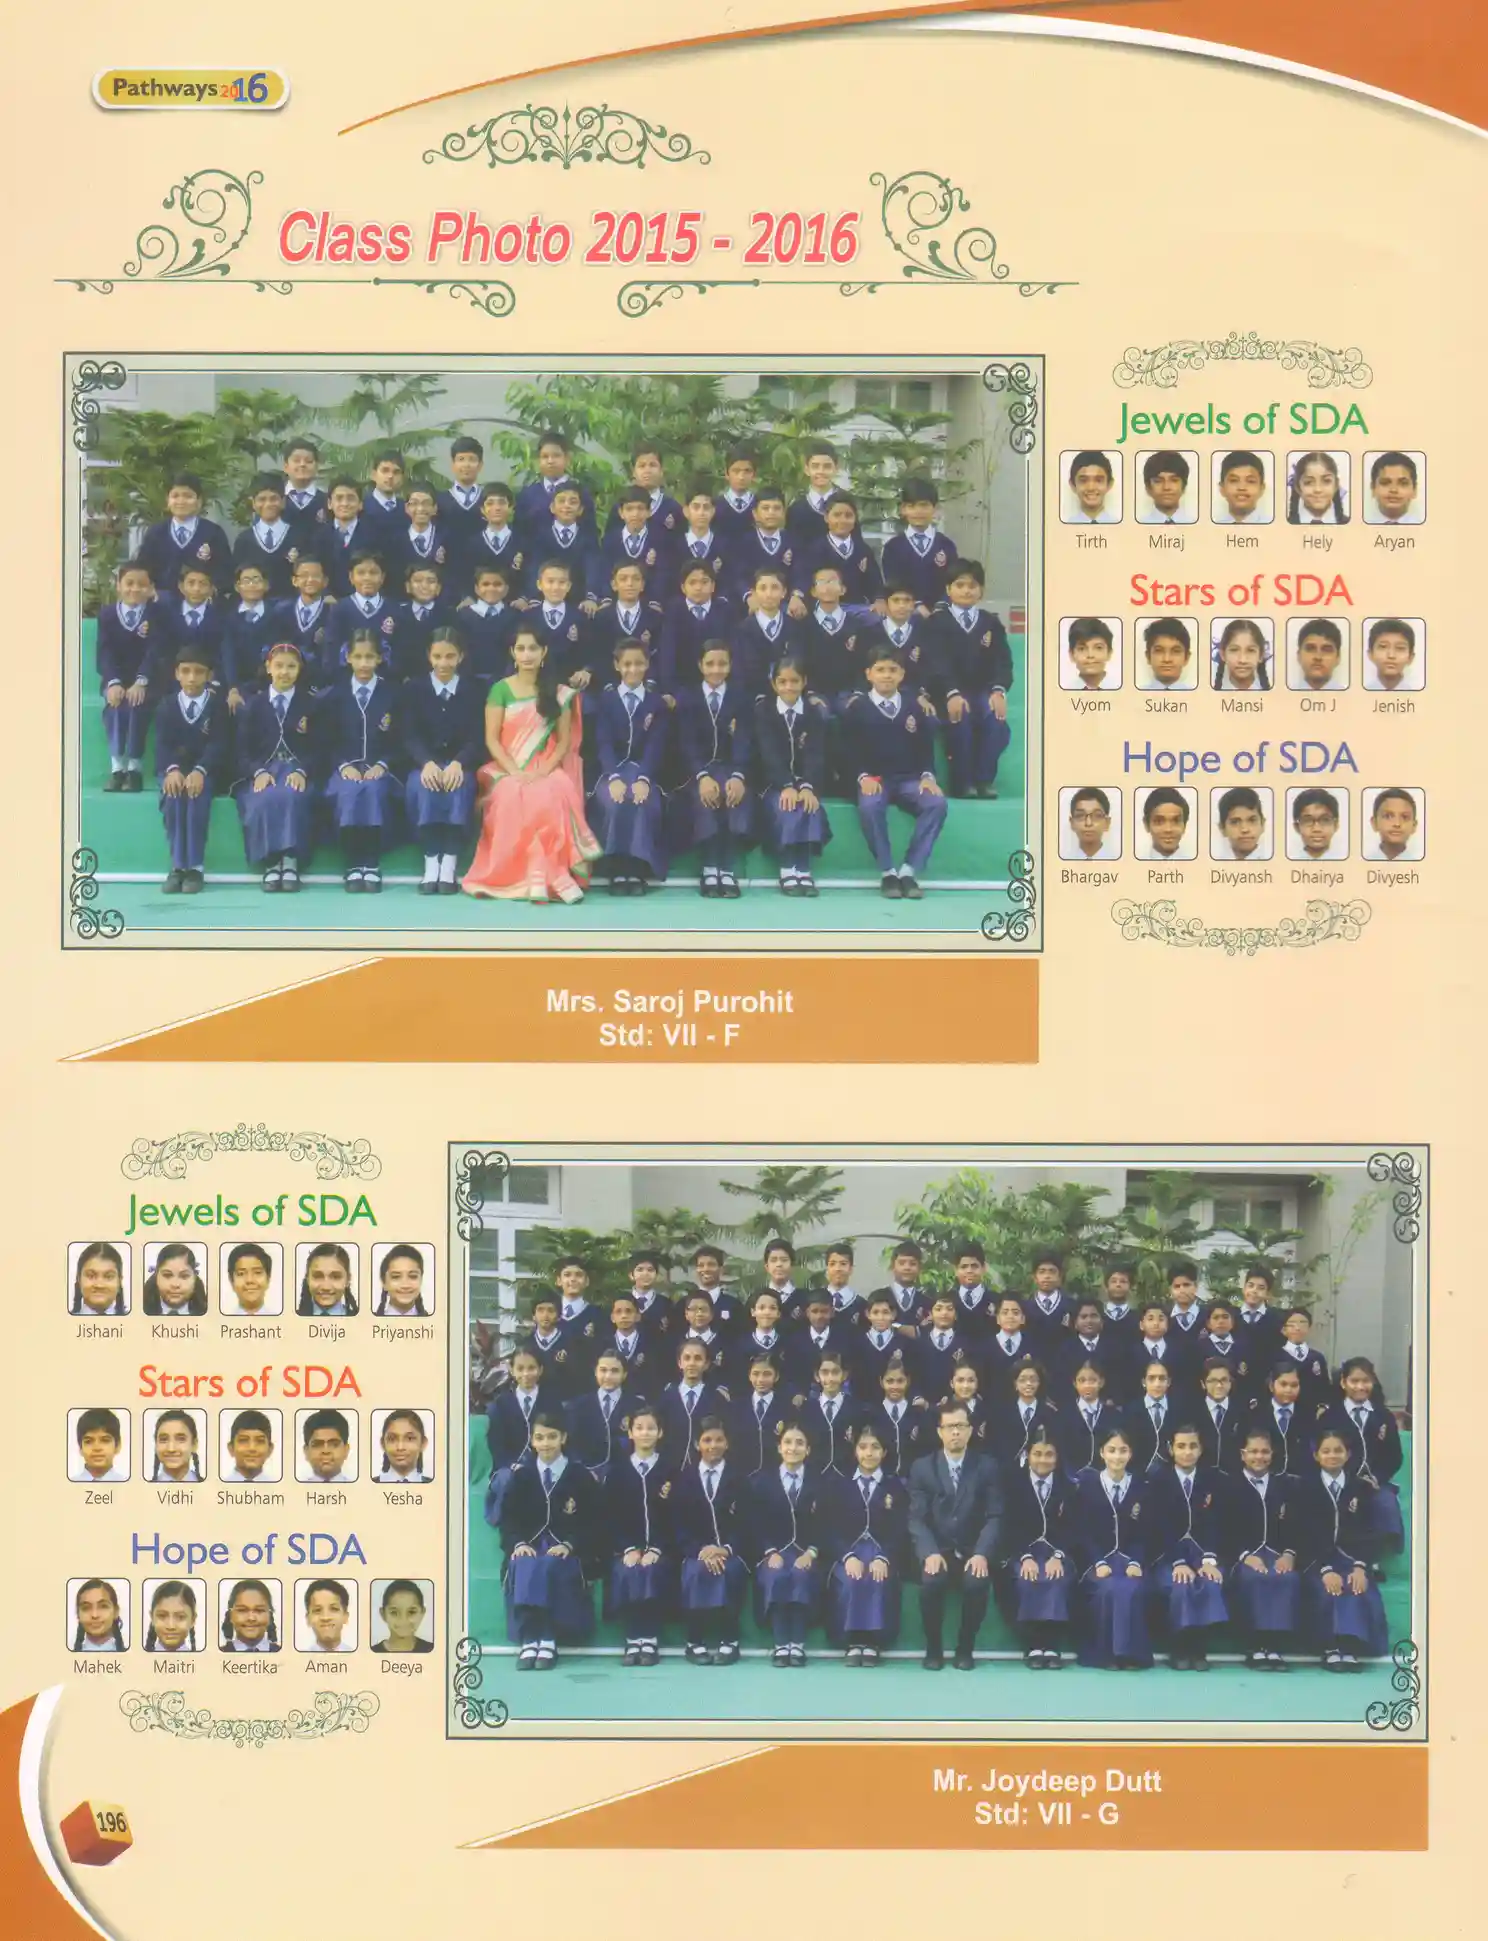 Pathways 2016
Class Photo 2015 - 2016
Jewels of SDA
Tirth Miraj Hem Hely Aryan
Stars of SDA
Vyom Sukan Mansi Om J Jenish
Hope of SDA
Bhargav Parth Divyansh Dhairya Divyesh
Mrs. Saroj Purohit
Std: VII - F
Jewels of SDA
Jishani Khushi Prashant Divija Priyanshi
Stars of SDA
Zeel Vidhi Shubham Harsh Yesha
Hope of SDA
Mahek Maitri Keertika Aman Deeya
Mr. Joydeep Dutt
Std: VII - G
196